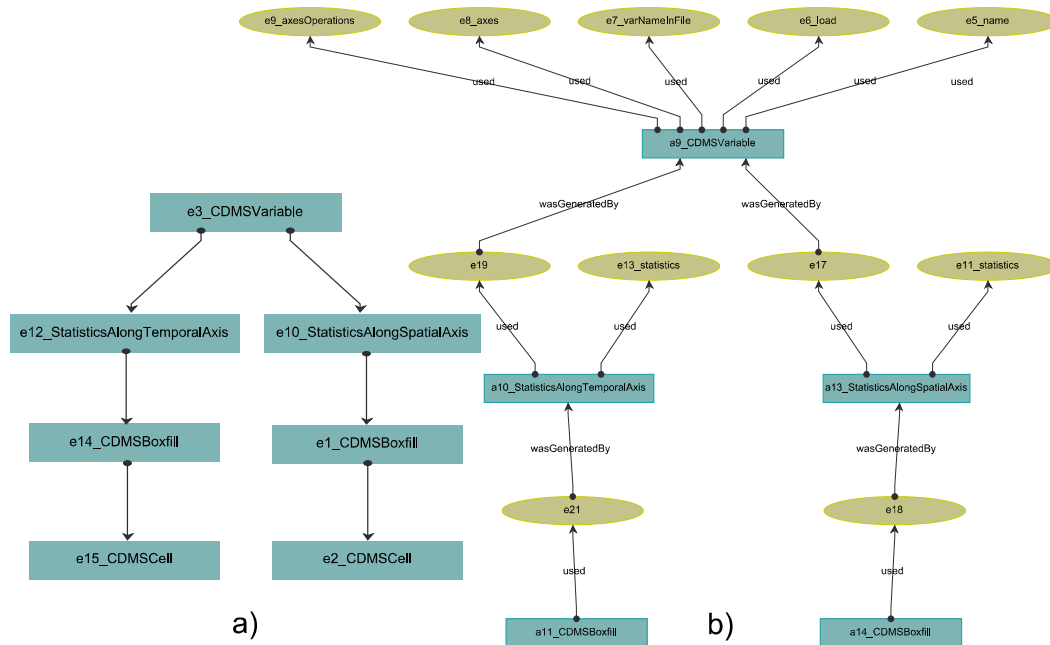 e9_axesOperations
e8_axes
e7_varNameInFile
e6_load
e5_name
used
used
used
used
used
a9_CDMSVariable
wasGeneratedBy
wasGeneratedBy
e3_CDMSVariable
e19
e13_statistics
e17
e11_statistics
e12_StatisticsAlongTemporalAxis
e10_StatisticsAlongSpatialAxis
used
used
used
used
a10_StatisticsAlongTemporalAxis
a13_StatisticsAlongSpatialAxis
e14_CDMSBoxfill
e1_CDMSBoxfill
wasGeneratedBy
wasGeneratedBy
e21
e18
e15_CDMSCell
e2_CDMSCell
used
used
a)
a11_CDMSBoxfill
b)
a14_CDMSBoxfill